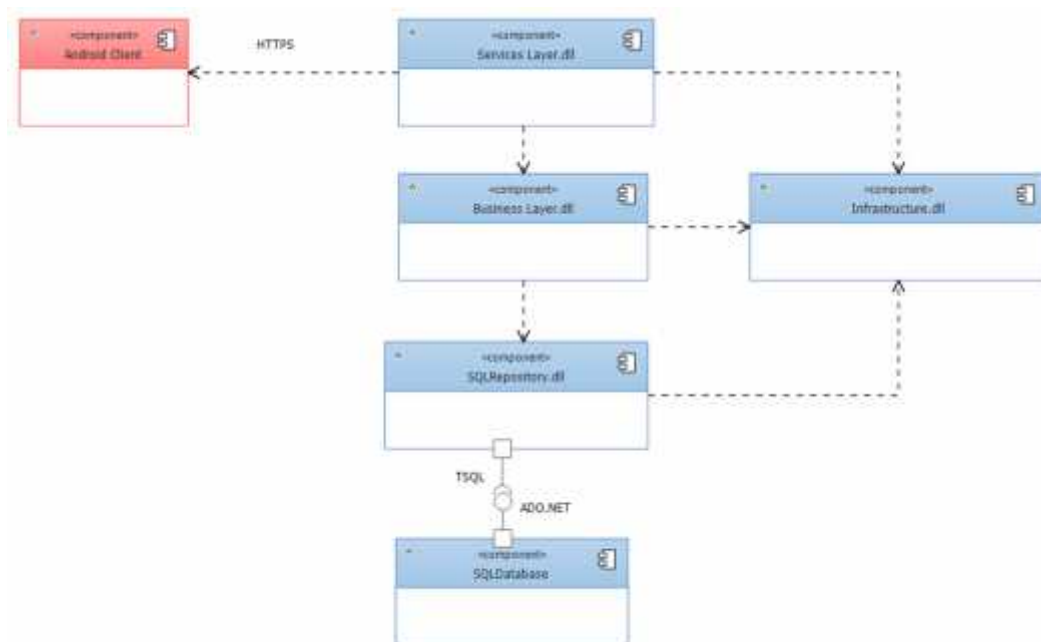 «component»
Android Client
HTTPS
«component»
Services Layer.dll
«component»
Business Layer.dll
«component»
Infrastructure.dll
«component»
SQLRepository.dll
TSQL
ADO.NET
«component»
SQLDatabase